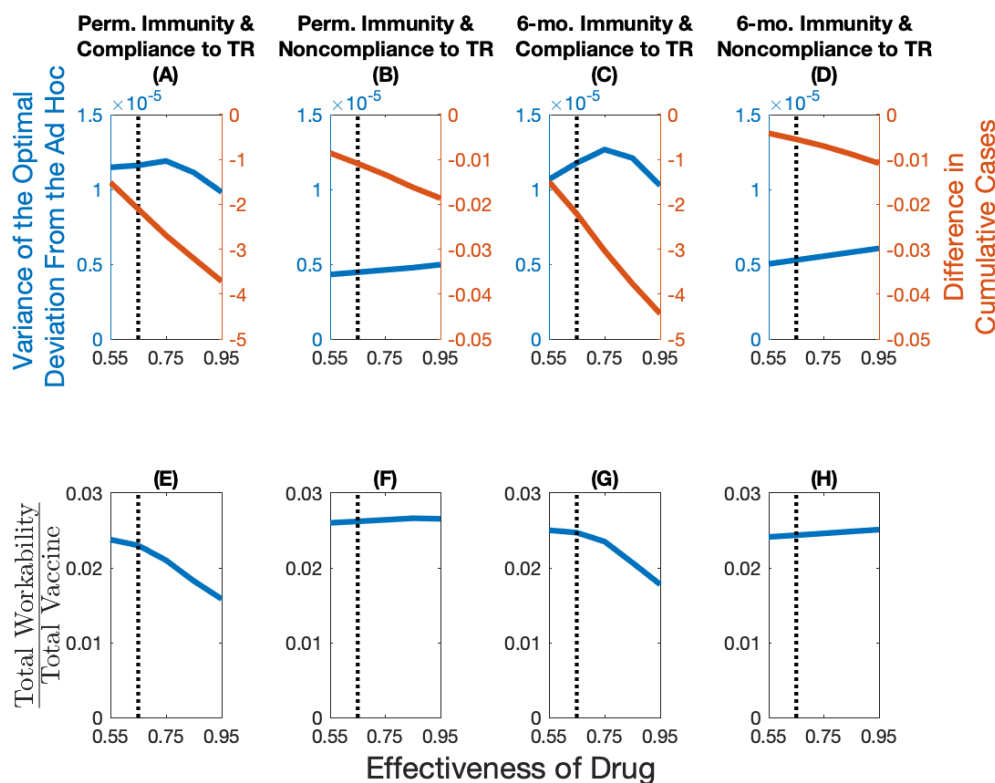 Perm. Immunity &
Compliance to TR
(A)
Perm. Immunity &
Noncompliance to TR
(B)
6-mo. Immunity &
Compliance to TR
(C)
6-mo. Immunity &
Noncompliance to TR
(D)
Variance of the Optimal
Deviation From the Ad Hoc
×10⁻⁵
1.5
1
0.5
0
0
-1
-2
-3
-4
-5
0.55 0.75 0.95
×10⁻⁵
1.5
1
0.5
0
0
-0.01
-0.02
-0.03
-0.04
-0.05
0.55 0.75 0.95
×10⁻⁵
1.5
1
0.5
0
0
-1
-2
-3
-4
-5
0.55 0.75 0.95
×10⁻⁵
1.5
1
0.5
0
0
-0.01
-0.02
-0.03
-0.04
-0.05
0.55 0.75 0.95
Difference in
Cumulative Cases
Total Workability
Total Vaccine
(E)
0.03
0.02
0.01
0
0.55 0.75 0.95
(F)
0.03
0.02
0.01
0
0.55 0.75 0.95
(G)
0.03
0.02
0.01
0
0.55 0.75 0.95
(H)
0.03
0.02
0.01
0
0.55 0.75 0.95
Effectiveness of Drug